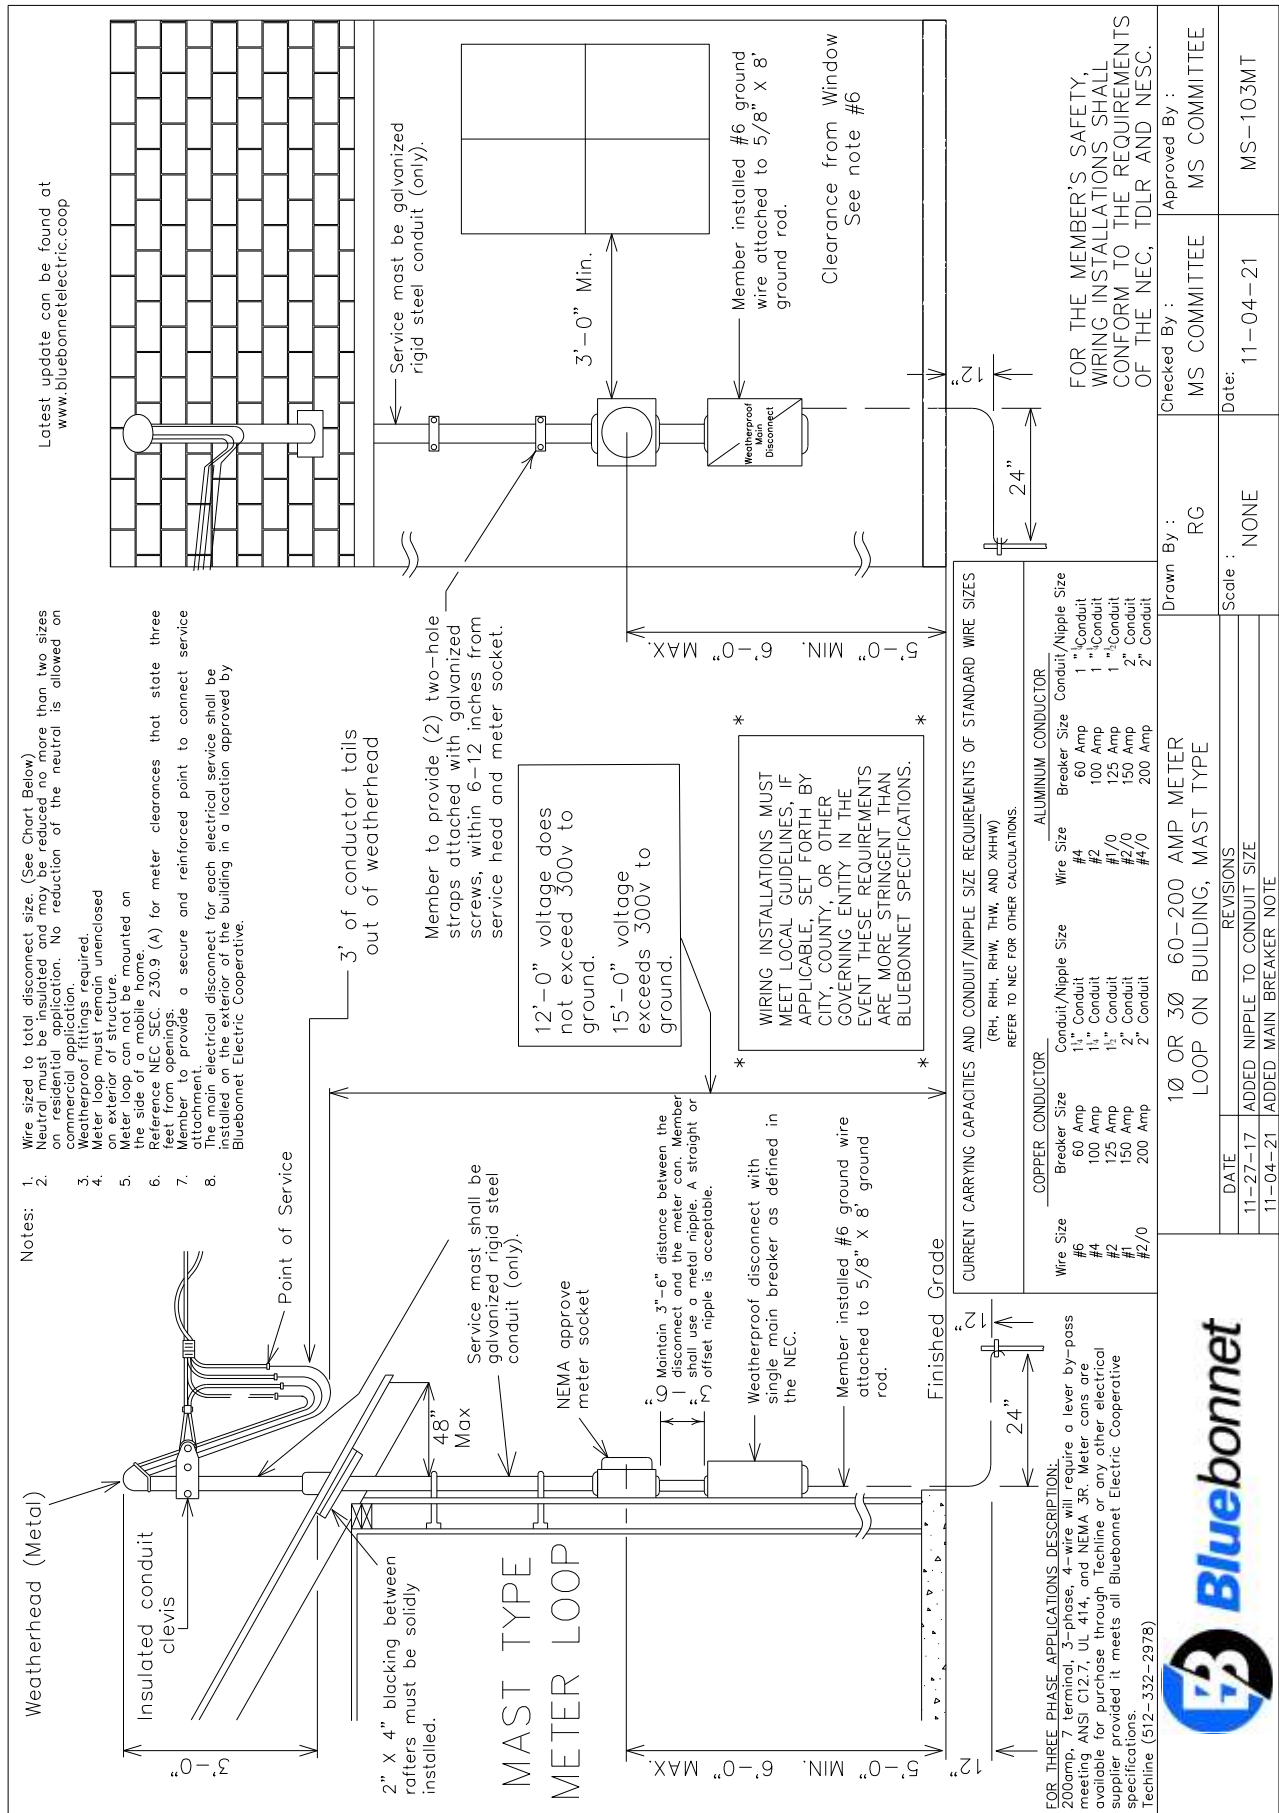 Latest update can be found at
www.bluebonnetelectric.coop
Notes:
1. Wire sized to total disconnect size. (See Chart Below)
2. Neutral must be insulated and may be reduced no more than two sizes
on residential application. No reduction of the neutral is allowed on
commercial application.
3. Weatherproof fittings required.
4. Meter loop must remain unenclosed
on exterior of structure.
5. Meter loop can not be mounted on
the side of a mobile home.
6. Reference NEC SEC. 230.9 (A) for meter clearances that state three
feet from openings.
7. Member to provide a secure and reinforced point to connect service
attachment.
8. The main electrical disconnect for each electrical service shall be
installed on the exterior of the building in a location approved by
Bluebonnet Electric Cooperative.
Weatherhead (Metal)
Insulated conduit
clevis
3'-0"
2" X 4" blacking between
rafters must be solidly
installed.
MAST TYPE
METER LOOP
Point of Service
48"
Max
Service mast shall be
galvanized rigid steel
conduit (only).
NEMA approve
meter socket
3"-6"
Maintain 3"-6" distance between the
disconnect and the meter can. Member
shall use a metal nipple. A straight or
offset nipple is acceptable.
Weatherproof disconnect with
single main breaker as defined in
the NEC.
Member installed #6 ground wire
attached to 5/8" X 8' ground
rod.
Finished Grade
5'-0" MIN. 6'-0" MAX.
12"
24"
12"
3' of conductor tails
out of weatherhead
Member to provide (2) two-hole
straps attached with galvanized
screws, within 6-12 inches from
service head and meter socket.
12'-0" voltage does
not exceed 300v to
ground.
15'-0" voltage
exceeds 300v to
ground.
* *
WIRING INSTALLATIONS MUST
MEET LOCAL GUIDELINES, IF
APPLICABLE, SET FORTH BY
CITY, COUNTY, OR OTHER
GOVERNING ENTITY IN THE
EVENT THESE REQUIREMENTS
ARE MORE STRINGENT THAN
BLUEBONNET SPECIFICATIONS.
* *
5'-0" MIN. 6'-0" MAX.
Service mast must be galvanized
rigid steel conduit (only).
3'-0" Min.
Weatherproof
Main
Disconnect
Member installed #6 ground
wire attached to 5/8" X 8'
ground rod.
Clearance from Window
See note #6
12"
24"
FOR THREE PHASE APPLICATIONS DESCRIPTION:
200amp, 7 terminal, 3-phase, 4-wire will require a lever by-pass
meeting ANSI C12.7, UL 414, and NEMA 3R. Meter cans are
available for purchase through Techline or any other electrical
supplier provided it meets all Bluebonnet Electric Cooperative
specifications.
Techline (512-332-2978)
CURRENT CARRYING CAPACITIES AND CONDUIT/NIPPLE SIZE REQUIREMENTS OF STANDARD WIRE SIZES
(RH, RHH, RHW, THW, AND XHHW)
REFER TO NEC FOR OTHER CALCULATIONS.
COPPER CONDUCTOR ALUMINUM CONDUCTOR
Wire Size Breaker Size Conduit/Nipple Size Wire Size Breaker Size Conduit/Nipple Size
#6 60 Amp 1¼" Conduit #4 60 Amp 1 "¼Conduit
#4 100 Amp 1¼" Conduit #2 100 Amp 1 "¼Conduit
#2 125 Amp 1½" Conduit #1/0 125 Amp 1 "½Conduit
#1 150 Amp 2" Conduit #2/0 150 Amp 2" Conduit
#2/0 200 Amp 2" Conduit #4/0 200 Amp 2" Conduit
FOR THE MEMBER'S SAFETY,
WIRING INSTALLATIONS SHALL
CONFORM TO THE REQUIREMENTS
OF THE NEC, TDLR AND NESC.
Bluebonnet
1Ø OR 3Ø 60-200 AMP METER
LOOP ON BUILDING, MAST TYPE
DATE REVISIONS
11-27-17 ADDED NIPPLE TO CONDUIT SIZE
11-04-21 ADDED MAIN BREAKER NOTE
Drawn By :
RG
Checked By :
MS COMMITTEE
Approved By :
MS COMMITTEE
Scale :
NONE
Date:
11-04-21
MS-103MT